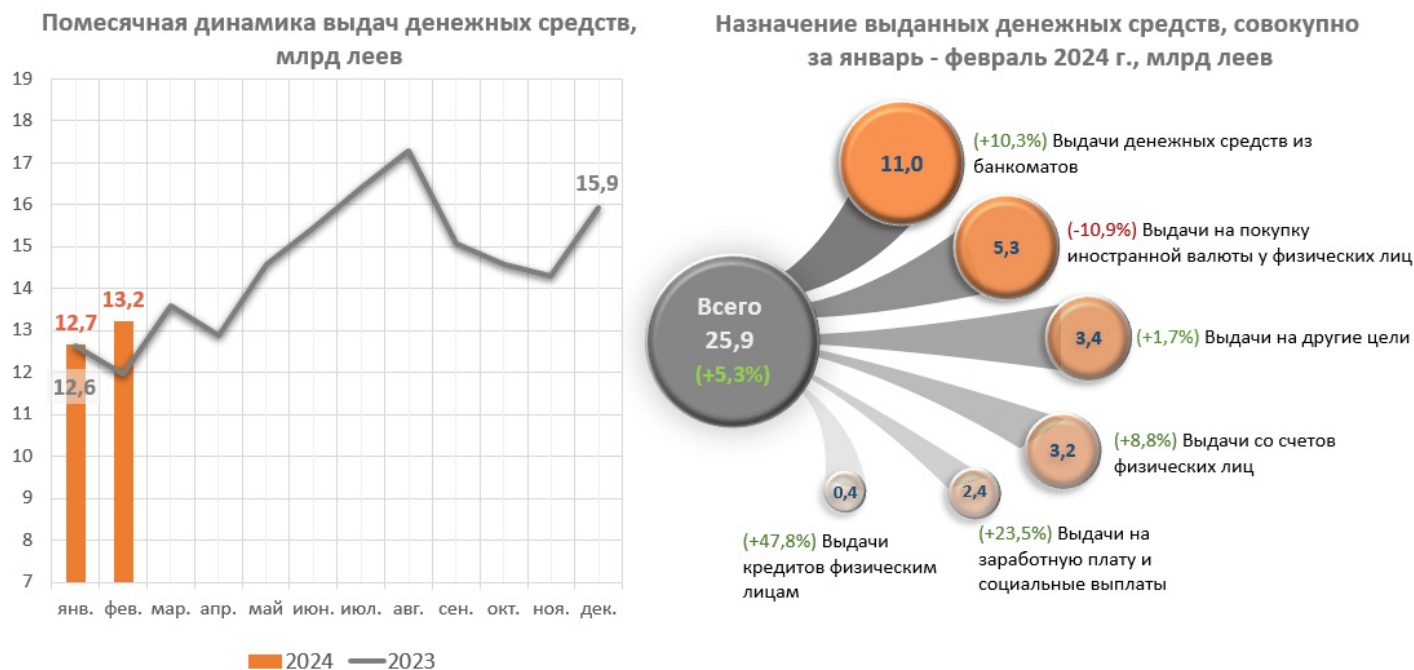 Помесячная динамика выдач денежных средств,
млрд леев
19
18
17
16
15
14
13
12
11
10
9
8
7
15,9
13,2
12,7
12,6
янв.
фев.
мар.
апр.
май
июн.
июл.
авг.
сен.
окт.
ноя.
дек.
2024
2023
Назначение выданных денежных средств, совокупно
за январь - февраль 2024 г., млрд леев
Всего
25,9
(+5,3%)
11,0
(+10,3%) Выдачи денежных средств из
банкоматов
5,3
(-10,9%) Выдачи на покупку
иностранной валюты у физических лиц
3,4
(+1,7%) Выдачи на другие цели
3,2
(+8,8%) Выдачи со счетов
физических лиц
2,4
(+23,5%) Выдачи на
заработную плату и
социальные выплаты
0,4
(+47,8%) Выдачи
кредитов физическим
лицам